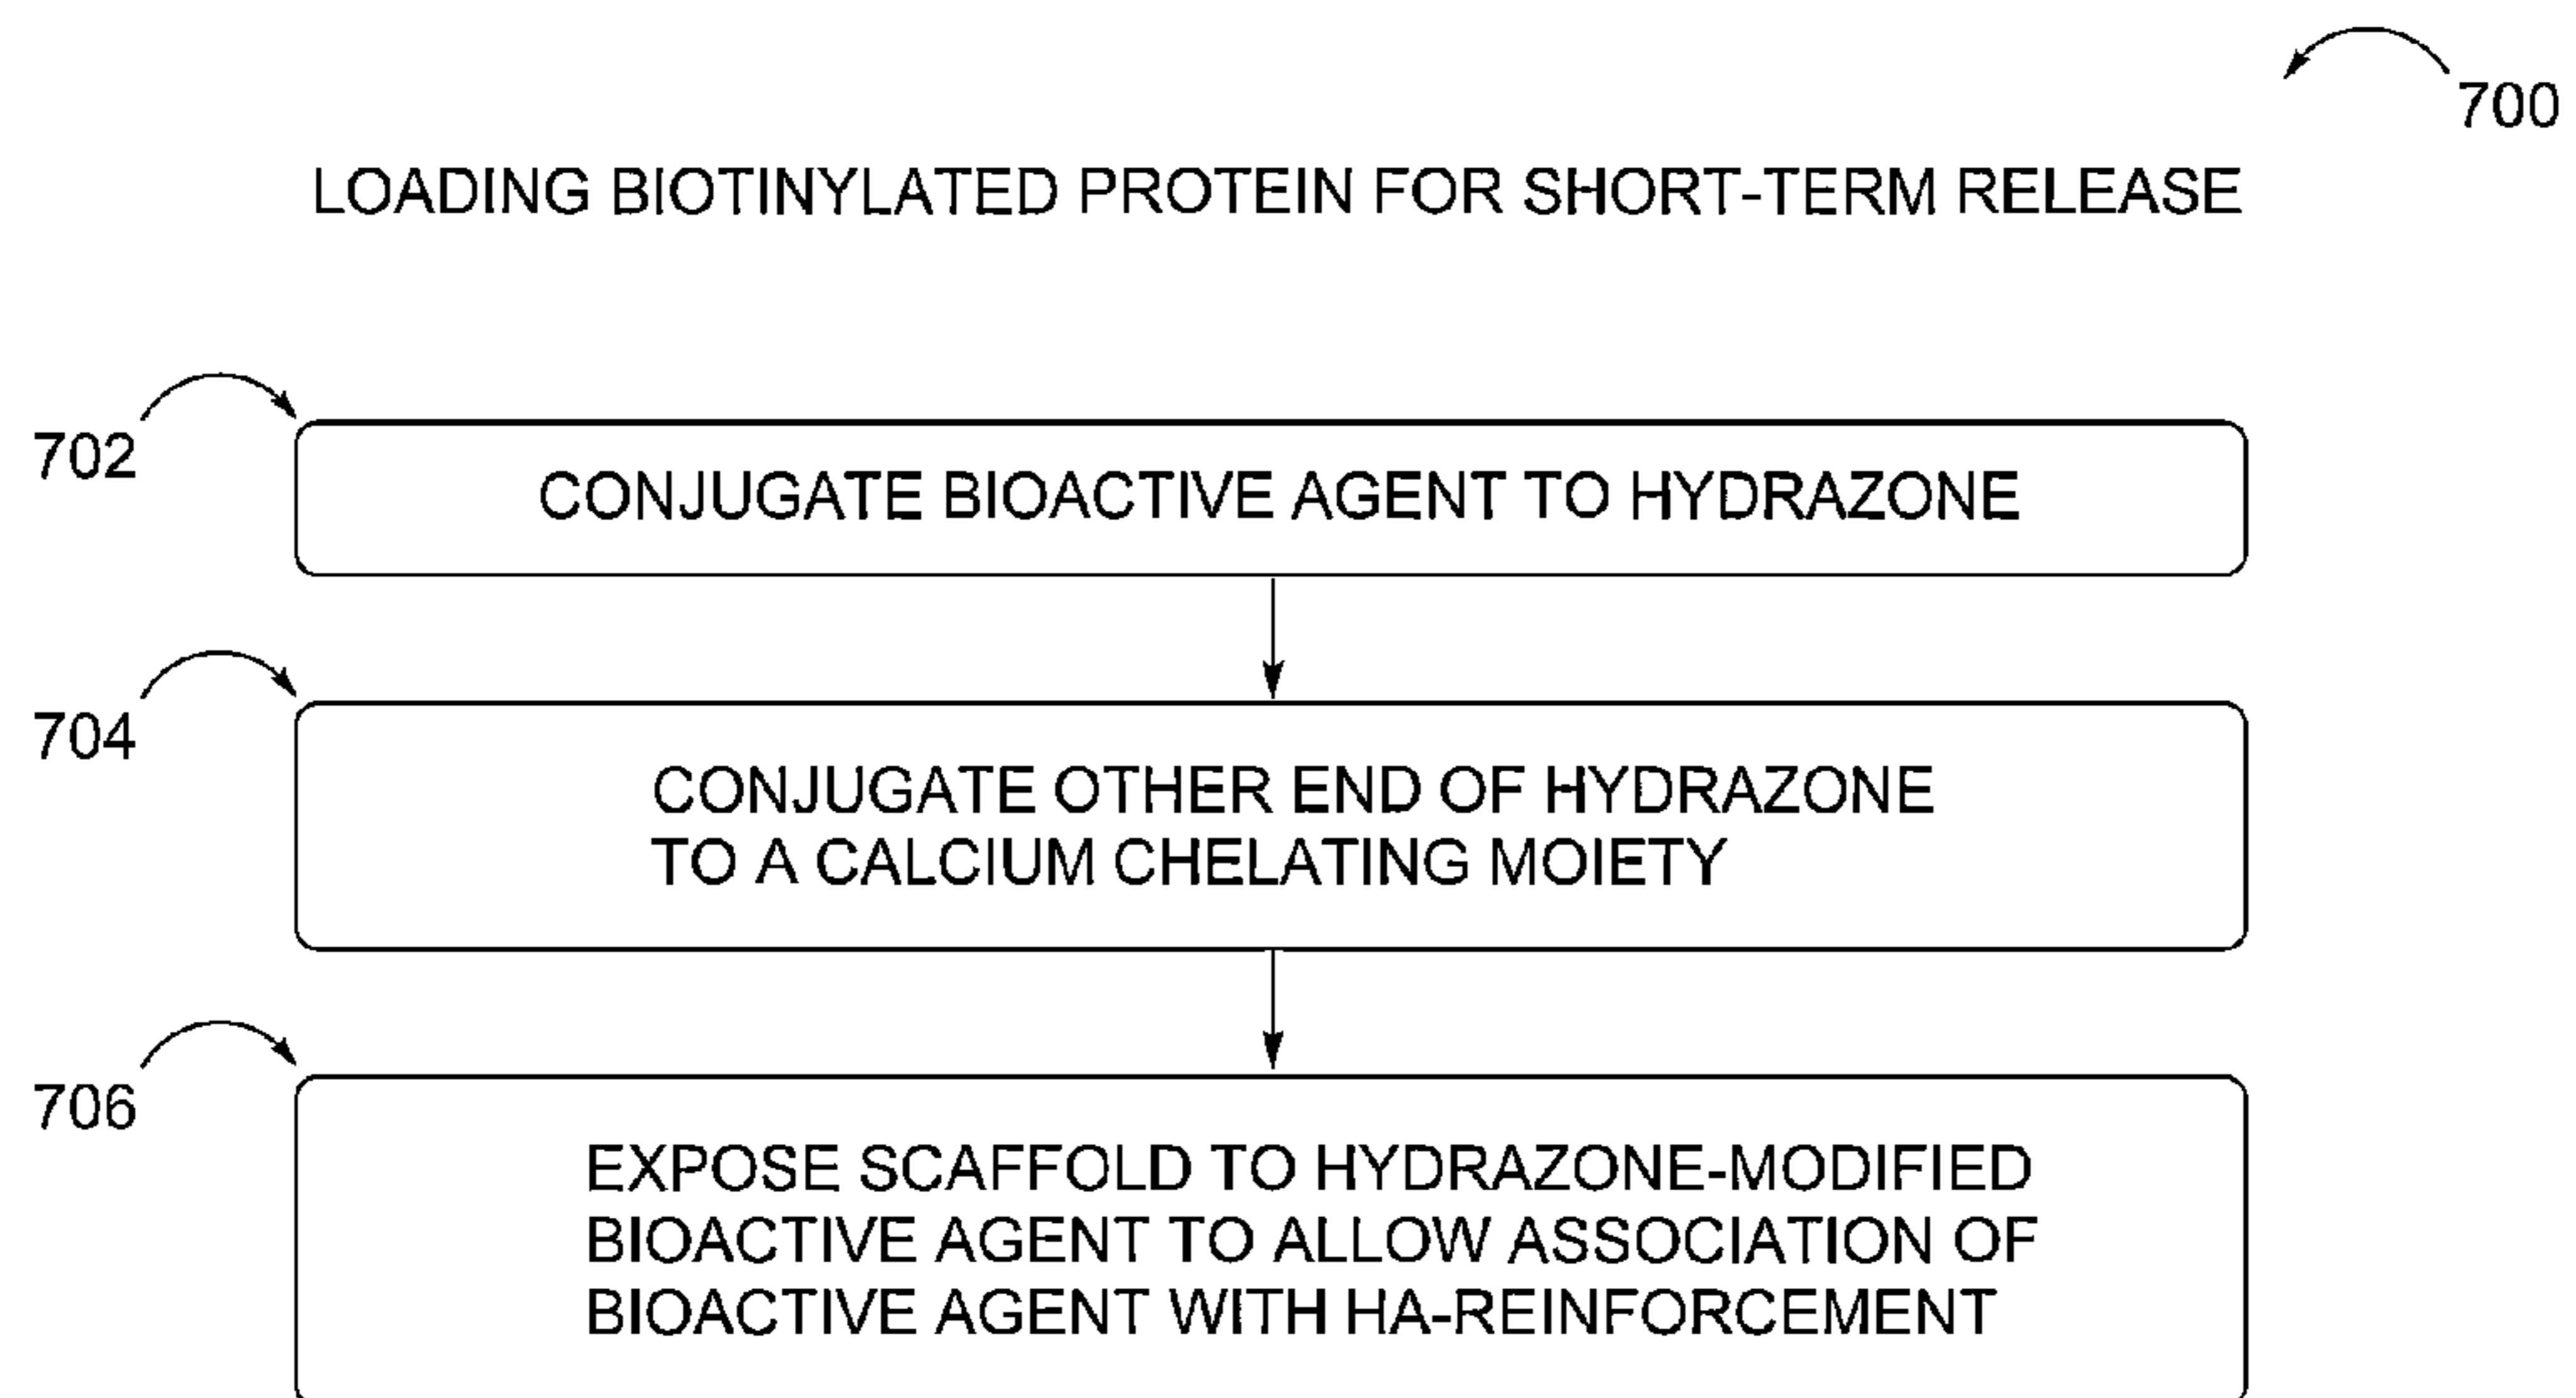 700
LOADING BIOTINYLATED PROTEIN FOR SHORT-TERM RELEASE
702
CONJUGATE BIOACTIVE AGENT TO HYDRAZONE
704
CONJUGATE OTHER END OF HYDRAZONE
TO A CALCIUM CHELATING MOIETY
706
EXPOSE SCAFFOLD TO HYDRAZONE-MODIFIED
BIOACTIVE AGENT TO ALLOW ASSOCIATION OF
BIOACTIVE AGENT WITH HA-REINFORCEMENT